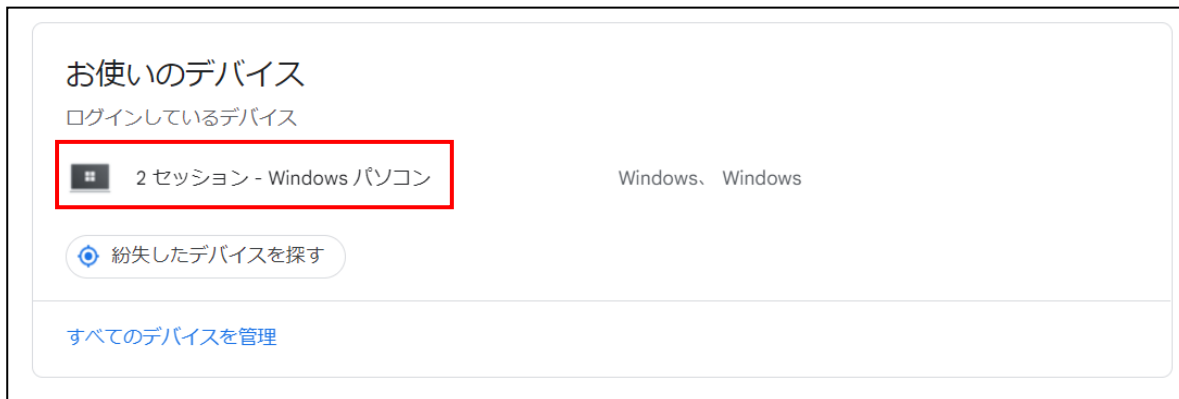 お使いのデバイス
ログインしているデバイス
2 セッション - Windows パソコン
Windows、 Windows
紛失したデバイスを探す
すべてのデバイスを管理